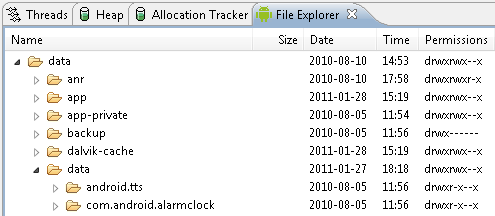 Threads Heap Allocation Tracker File Explorer
Name Size Date Time Permissions
data 2010-08-10 14:53 drwxrwx--x
anr 2010-08-10 17:58 drwxrwxr-x
app 2011-01-28 15:19 drwxrwx--x
app-private 2010-08-05 11:54 drwxrwx--x
backup 2010-08-05 11:56 drwx------
dalvik-cache 2011-01-28 15:19 drwxrwx--x
data 2011-01-27 18:18 drwxrwx--x
android.tts 2010-08-05 11:56 drwxr-x--x
com.android.alarmclock 2010-08-05 11:56 drwxr-x--x